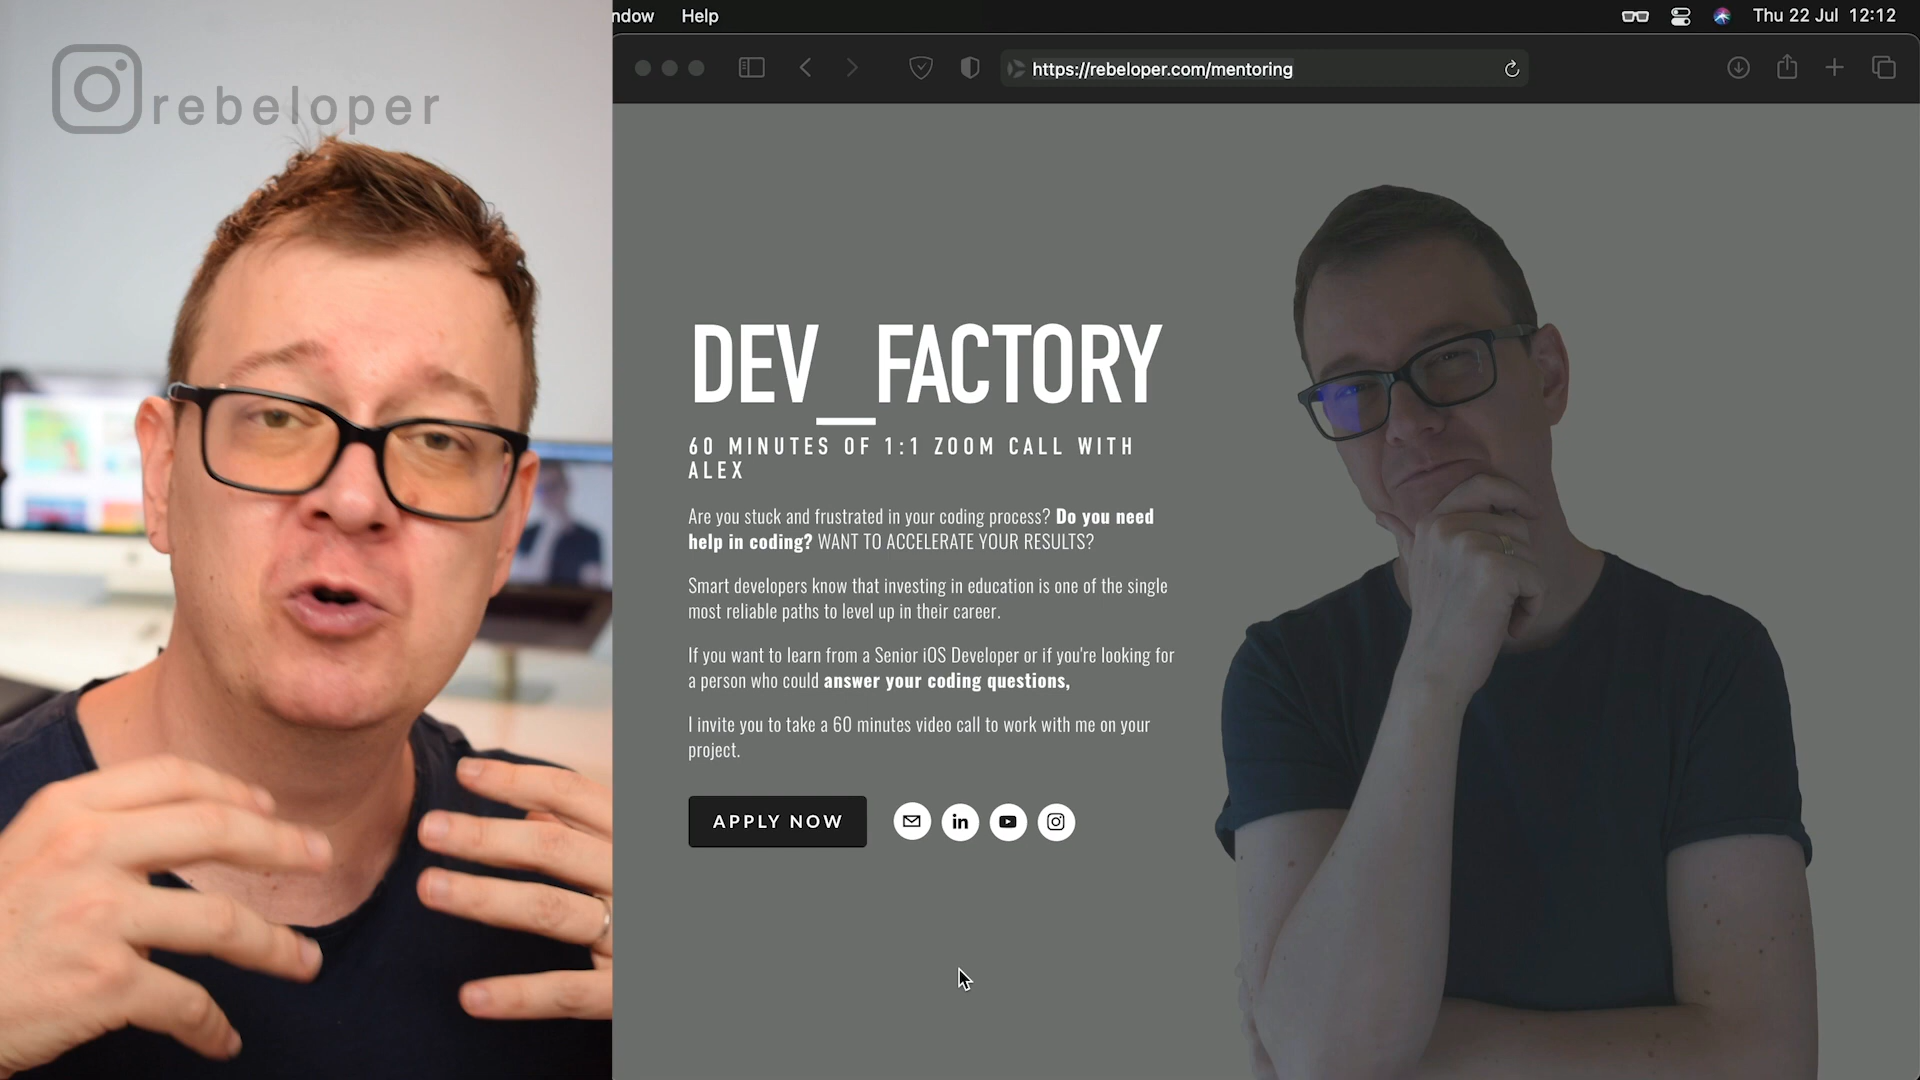 rebeloper
ndow Help
Thu 22 Jul 12:12
https://rebeloper.com/mentoring
DEV_FACTORY
60 MINUTES OF 1:1 ZOOM CALL WITH
ALEX
Are you stuck and frustrated in your coding process? Do you need
help in coding? WANT TO ACCELERATE YOUR RESULTS?
Smart developers know that investing in education is one of the single
most reliable paths to level up in their career.
If you want to learn from a Senior iOS Developer or if you're looking for
a person who could answer your coding questions,
I invite you to take a 60 minutes video call to work with me on your
project.
APPLY NOW
in